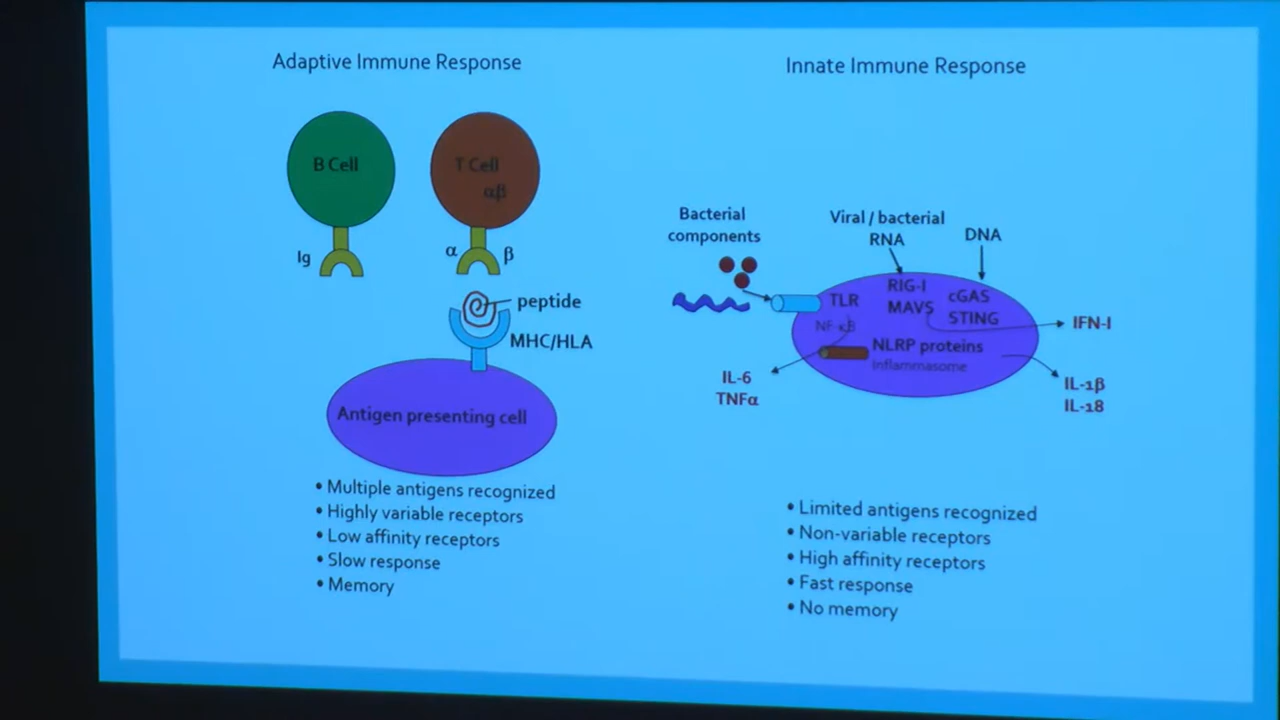 Adaptive Immune Response
B Cell
T Cell
αβ
Ig
α
β
peptide
MHC/HLA
Antigen presenting cell
• Multiple antigens recognized
• Highly variable receptors
• Low affinity receptors
• Slow response
• Memory
Innate Immune Response
Bacterial
components
Viral / bacterial
RNA
DNA
TLR
RIG-I
MAVS
cGAS
STING
NF-κB
NLRP proteins
Inflammasome
IFN-I
IL-6
TNFα
IL-1β
IL-18
• Limited antigens recognized
• Non-variable receptors
• High affinity receptors
• Fast response
• No memory